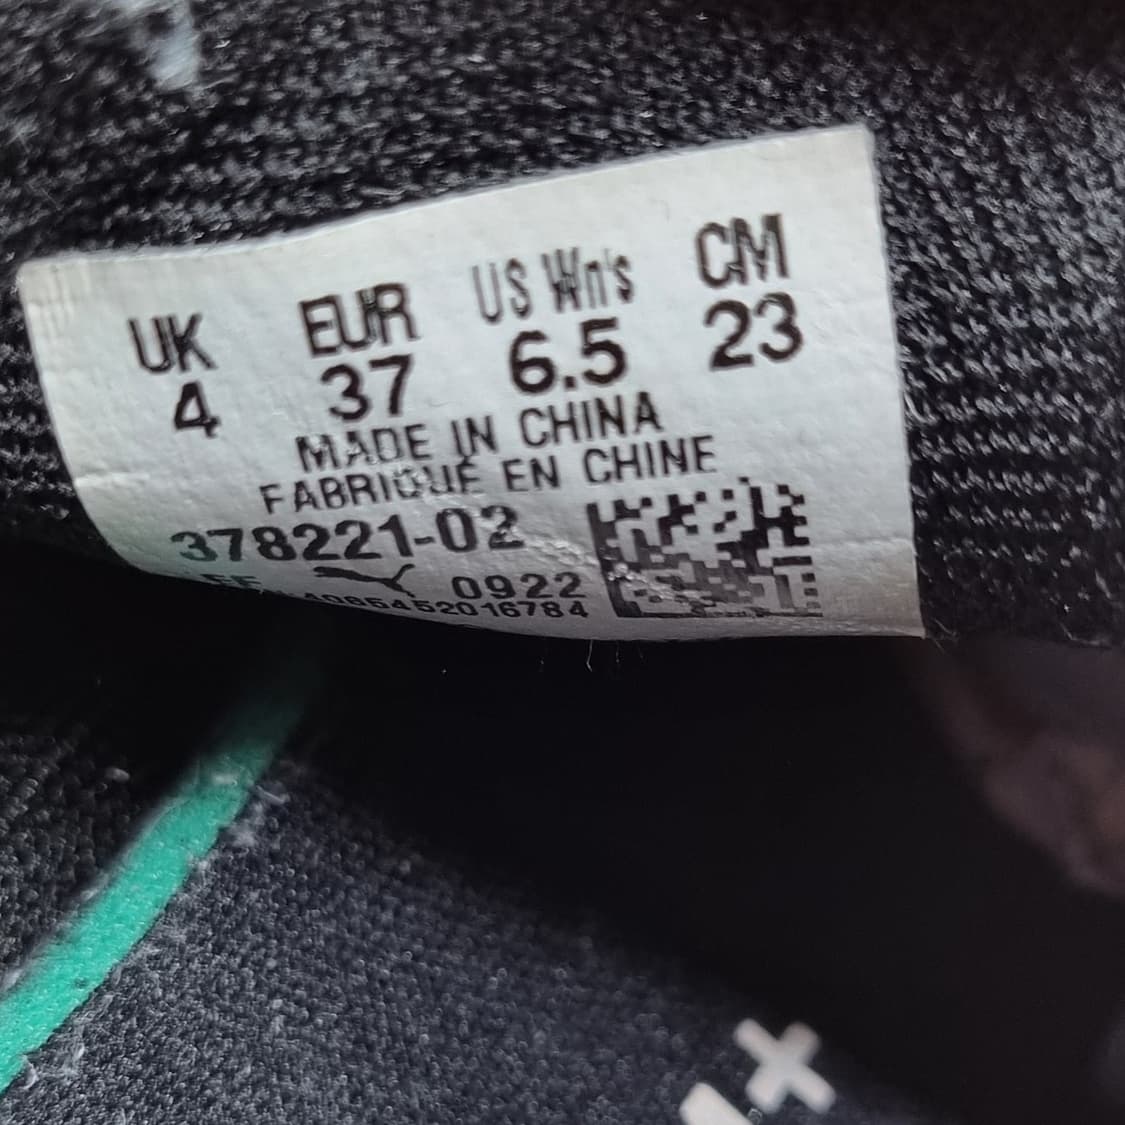 UK EUR US Wn's CM
4 37 6.5 23
MADE IN CHINA
FABRIQUÉ EN CHINE
378221-02
0922